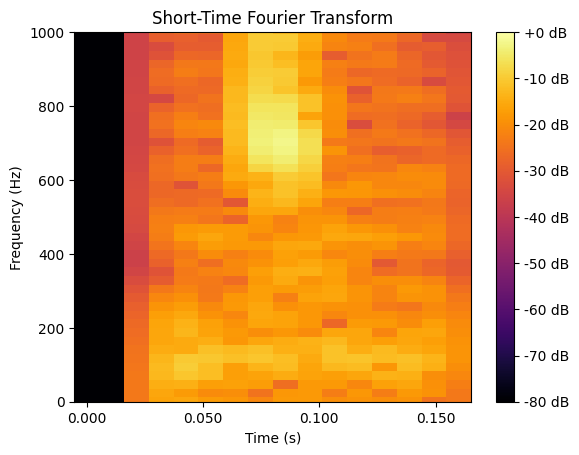 Short-Time Fourier Transform
Frequency (Hz)
1000
800
600
400
200
0
0.000
0.050
0.100
0.150
Time (s)
+0 dB
-10 dB
-20 dB
-30 dB
-40 dB
-50 dB
-60 dB
-70 dB
-80 dB